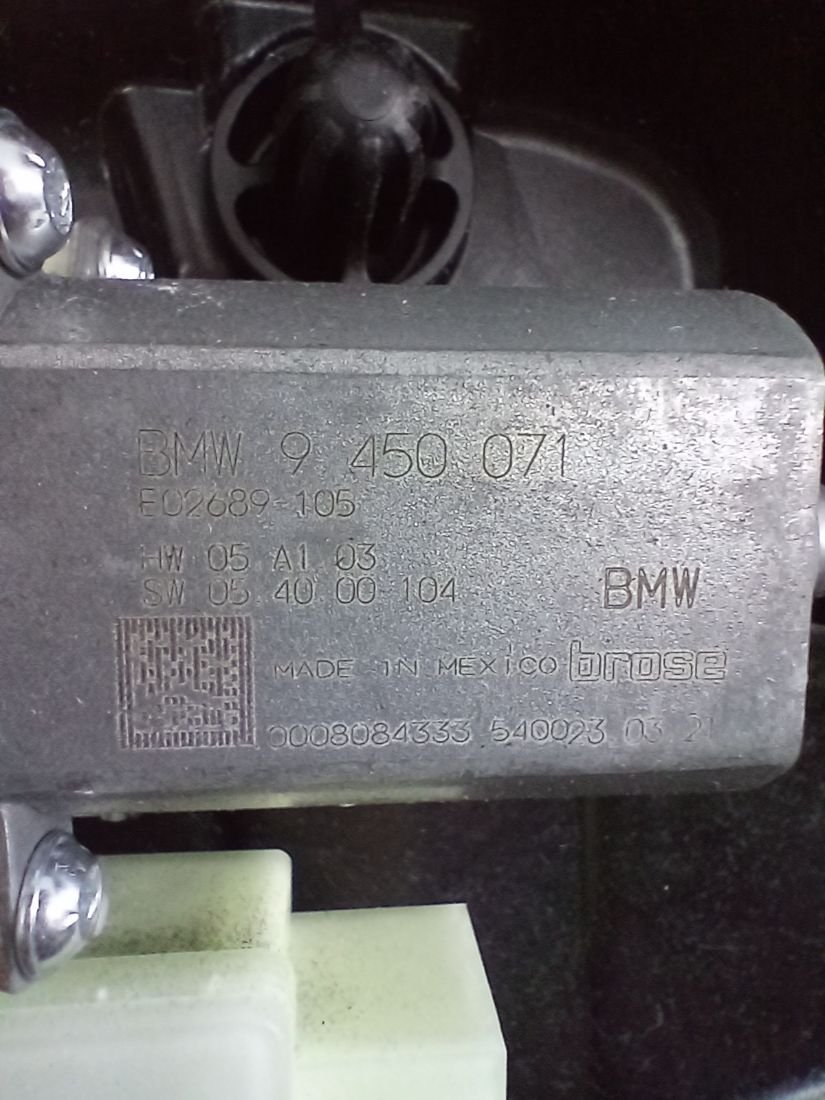 BMW 9 450 071
E02689-105
HW 05 A1 03
SW 05 40 00 104
BMW
MADE IN MEXICO brose
0008084333 540023 03 21